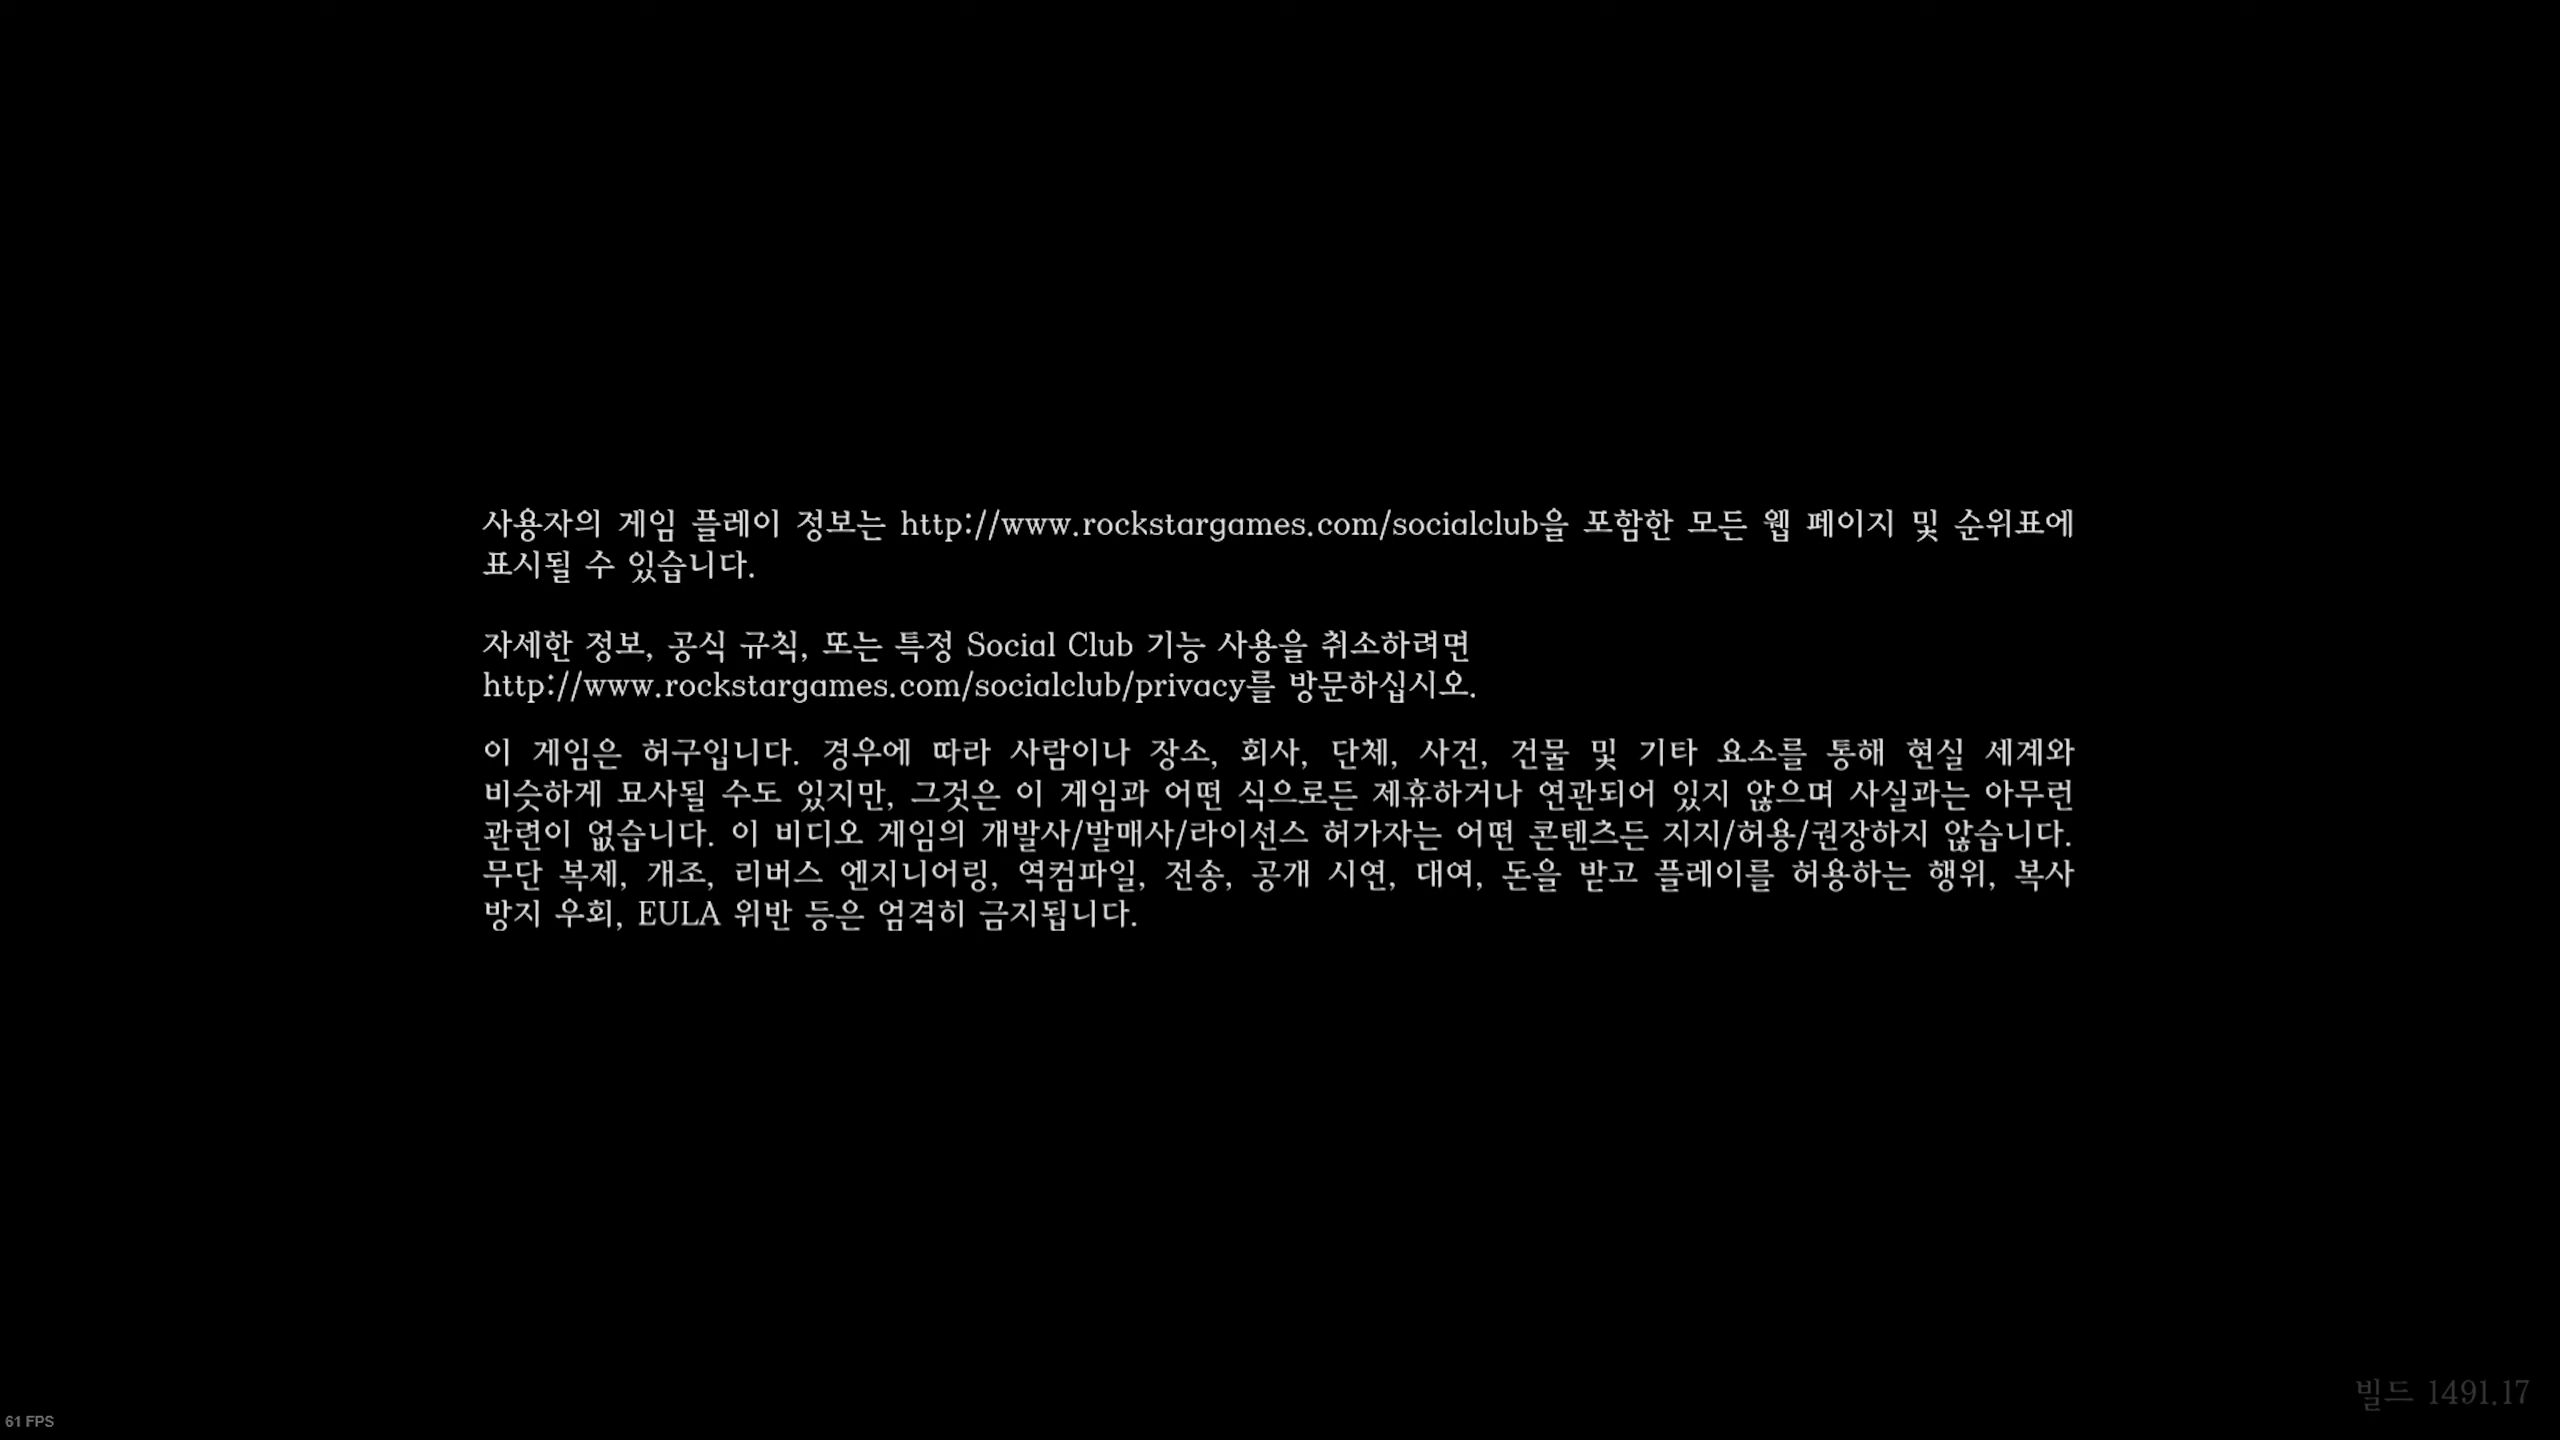 사용자의 게임 플레이 정보는 http://www.rockstargames.com/socialclub을 포함한 모든 웹 페이지 및 순위표에
표시될 수 있습니다.
자세한 정보, 공식 규칙, 또는 특정 Social Club 기능 사용을 취소하려면
http://www.rockstargames.com/socialclub/privacy를 방문하십시오.
이 게임은 허구입니다. 경우에 따라 사람이나 장소, 회사, 단체, 사건, 건물 및 기타 요소를 통해 현실 세계와
비슷하게 묘사될 수도 있지만, 그것은 이 게임과 어떤 식으로든 제휴하거나 연관되어 있지 않으며 사실과는 아무런
관련이 없습니다. 이 비디오 게임의 개발사/발매사/라이선스 허가자는 어떤 콘텐츠든 지지/허용/권장하지 않습니다.
무단 복제, 개조, 리버스 엔지니어링, 역컴파일, 전송, 공개 시연, 대여, 돈을 받고 플레이를 허용하는 행위, 복사
방지 우회, EULA 위반 등은 엄격히 금지됩니다.
빌드 1491.17
61 FPS